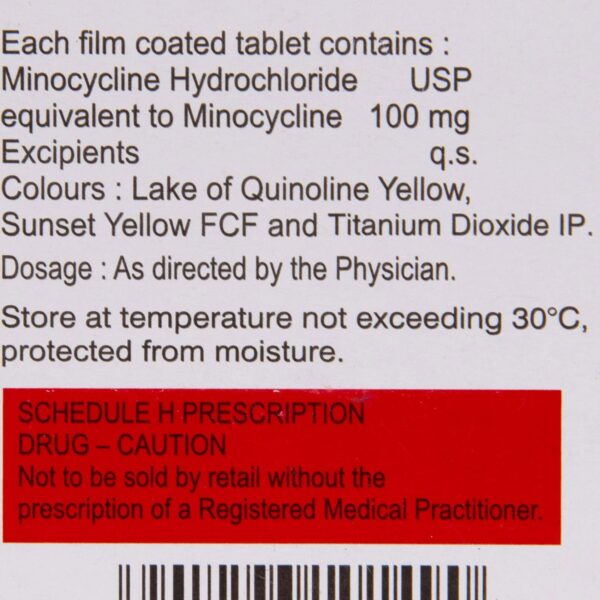 Each film coated tablet contains :
Minocycline Hydrochloride USP
equivalent to Minocycline 100 mg
Excipients q.s.
Colours : Lake of Quinoline Yellow,
Sunset Yellow FCF and Titanium Dioxide IP.
Dosage : As directed by the Physician.
Store at temperature not exceeding 30°C,
protected from moisture.
SCHEDULE H PRESCRIPTION
DRUG – CAUTION
Not to be sold by retail without the
prescription of a Registered Medical Practitioner.